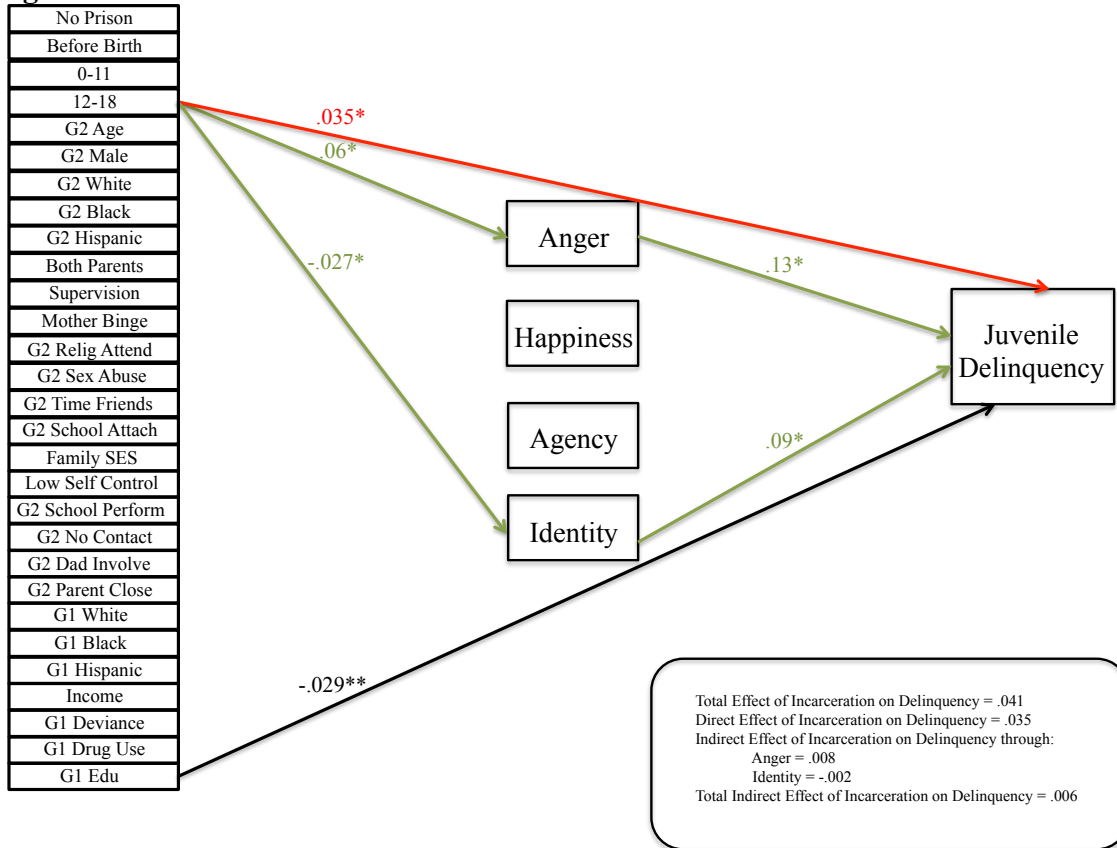 No Prison
Before Birth
0-11
12-18
G2 Age
G2 Male
G2 White
G2 Black
G2 Hispanic
Both Parents
Supervision
Mother Binge
G2 Relig Attend
G2 Sex Abuse
G2 Time Friends
G2 School Attach
Family SES
Low Self Control
G2 School Perform
G2 No Contact
G2 Dad Involve
G2 Parent Close
G1 White
G1 Black
G1 Hispanic
Income
G1 Deviance
G1 Drug Use
G1 Edu
.035*
.06*
-.027*
Anger
Happiness
Agency
Identity
.13*
.09*
-.029**
Juvenile
Delinquency
Total Effect of Incarceration on Delinquency = .041
Direct Effect of Incarceration on Delinquency = .035
Indirect Effect of Incarceration on Delinquency through:
Anger = .008
Identity = -.002
Total Indirect Effect of Incarceration on Delinquency = .006